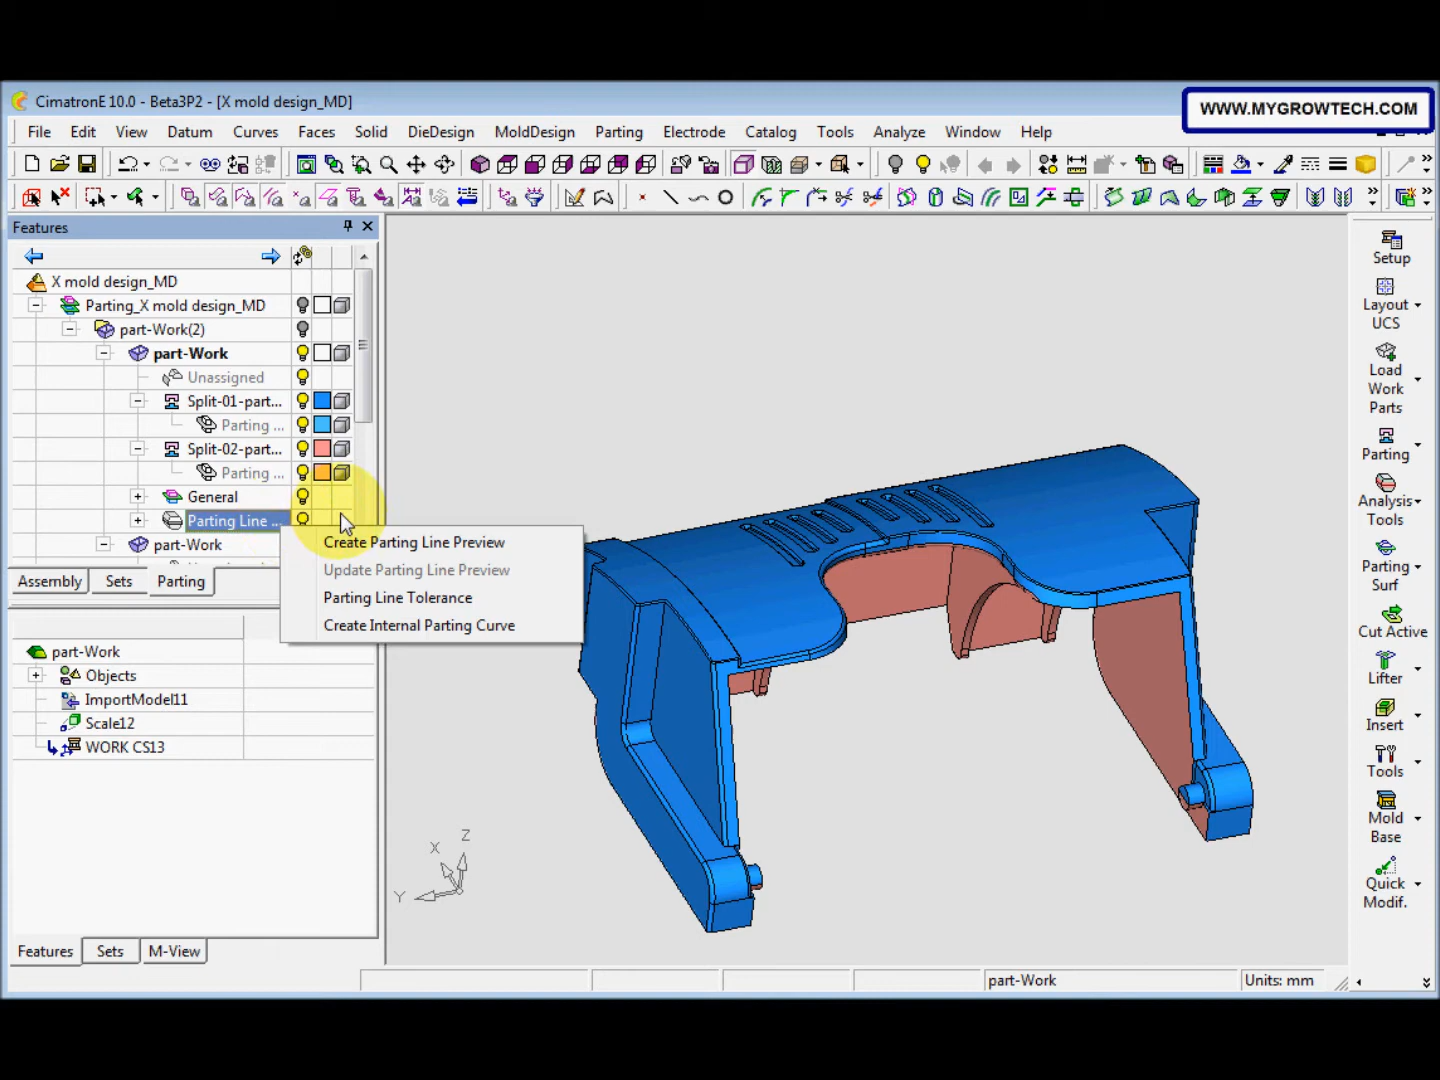 CimatronE 10.0 - Beta3P2 - [X mold design_MD]
WWW.MYGROWTECH.COM
File Edit View Datum Curves Faces Solid DieDesign MoldDesign Parting Electrode Catalog Tools Analyze Window Help
Features
X mold design_MD
Parting_X mold design_MD
part-Work(2)
part-Work
Unassigned
Split-01-part...
Parting ...
Split-02-part...
Parting ...
General
Parting Line ...
part-Work
Create Parting Line Preview
Update Parting Line Preview
Parting Line Tolerance
Create Internal Parting Curve
Assembly Sets Parting
part-Work
Objects
ImportModel11
Scale12
WORK CS13
Features Sets M-View
Z
X
Y
Setup
Layout
UCS
Load
Work
Parts
Parting
Analysis
Tools
Parting
Surf
Cut Active
Lifter
Insert
Tools
Mold
Base
Quick
Modif.
part-Work
Units: mm